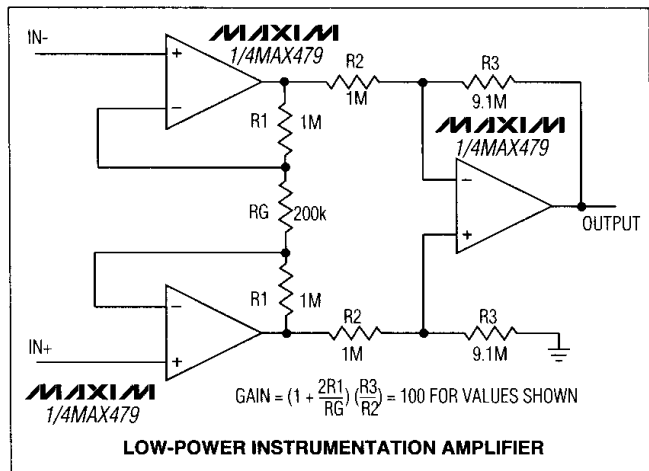 IN-
MAXIM
1/4MAX479
R2
1M
R3
9.1M
R1
1M
MAXIM
1/4MAX479
RG
200k
OUTPUT
R1
1M
R2
1M
R3
9.1M
IN+
MAXIM
1/4MAX479
GAIN = (1 + 2R1/RG) (R3/R2) = 100 FOR VALUES SHOWN
LOW-POWER INSTRUMENTATION AMPLIFIER